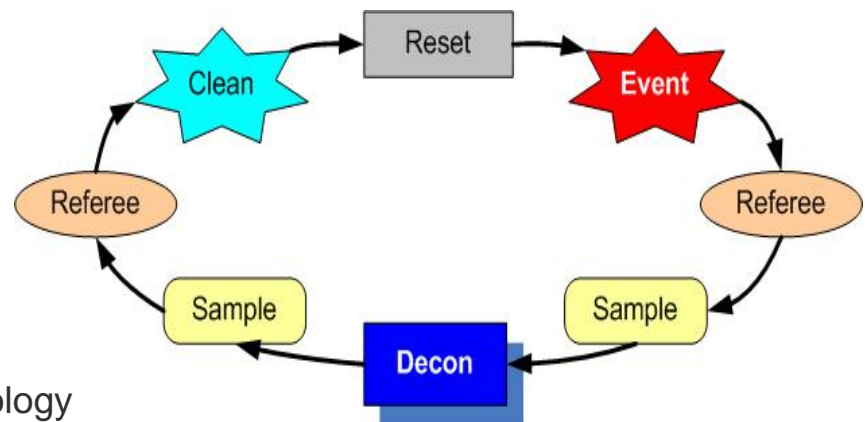 Reset
Clean
Event
Referee
Referee
Sample
Sample
Decon
ology